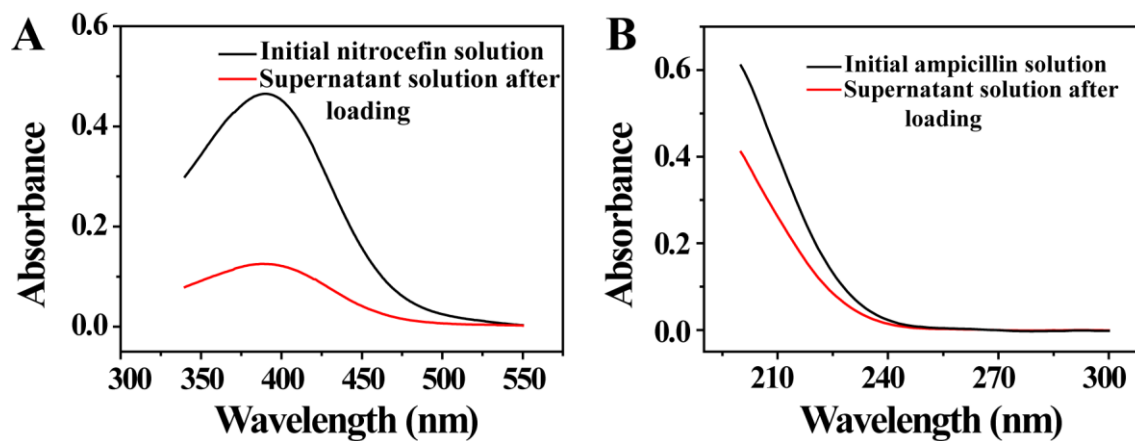 A
Initial nitrocefin solution
Supernatant solution after
loading
Absorbance
0.6
0.4
0.2
0.0
300 350 400 450 500 550
Wavelength (nm)
B
Initial ampicillin solution
Supernatant solution after
loading
Absorbance
0.6
0.4
0.2
0.0
210 240 270 300
Wavelength (nm)